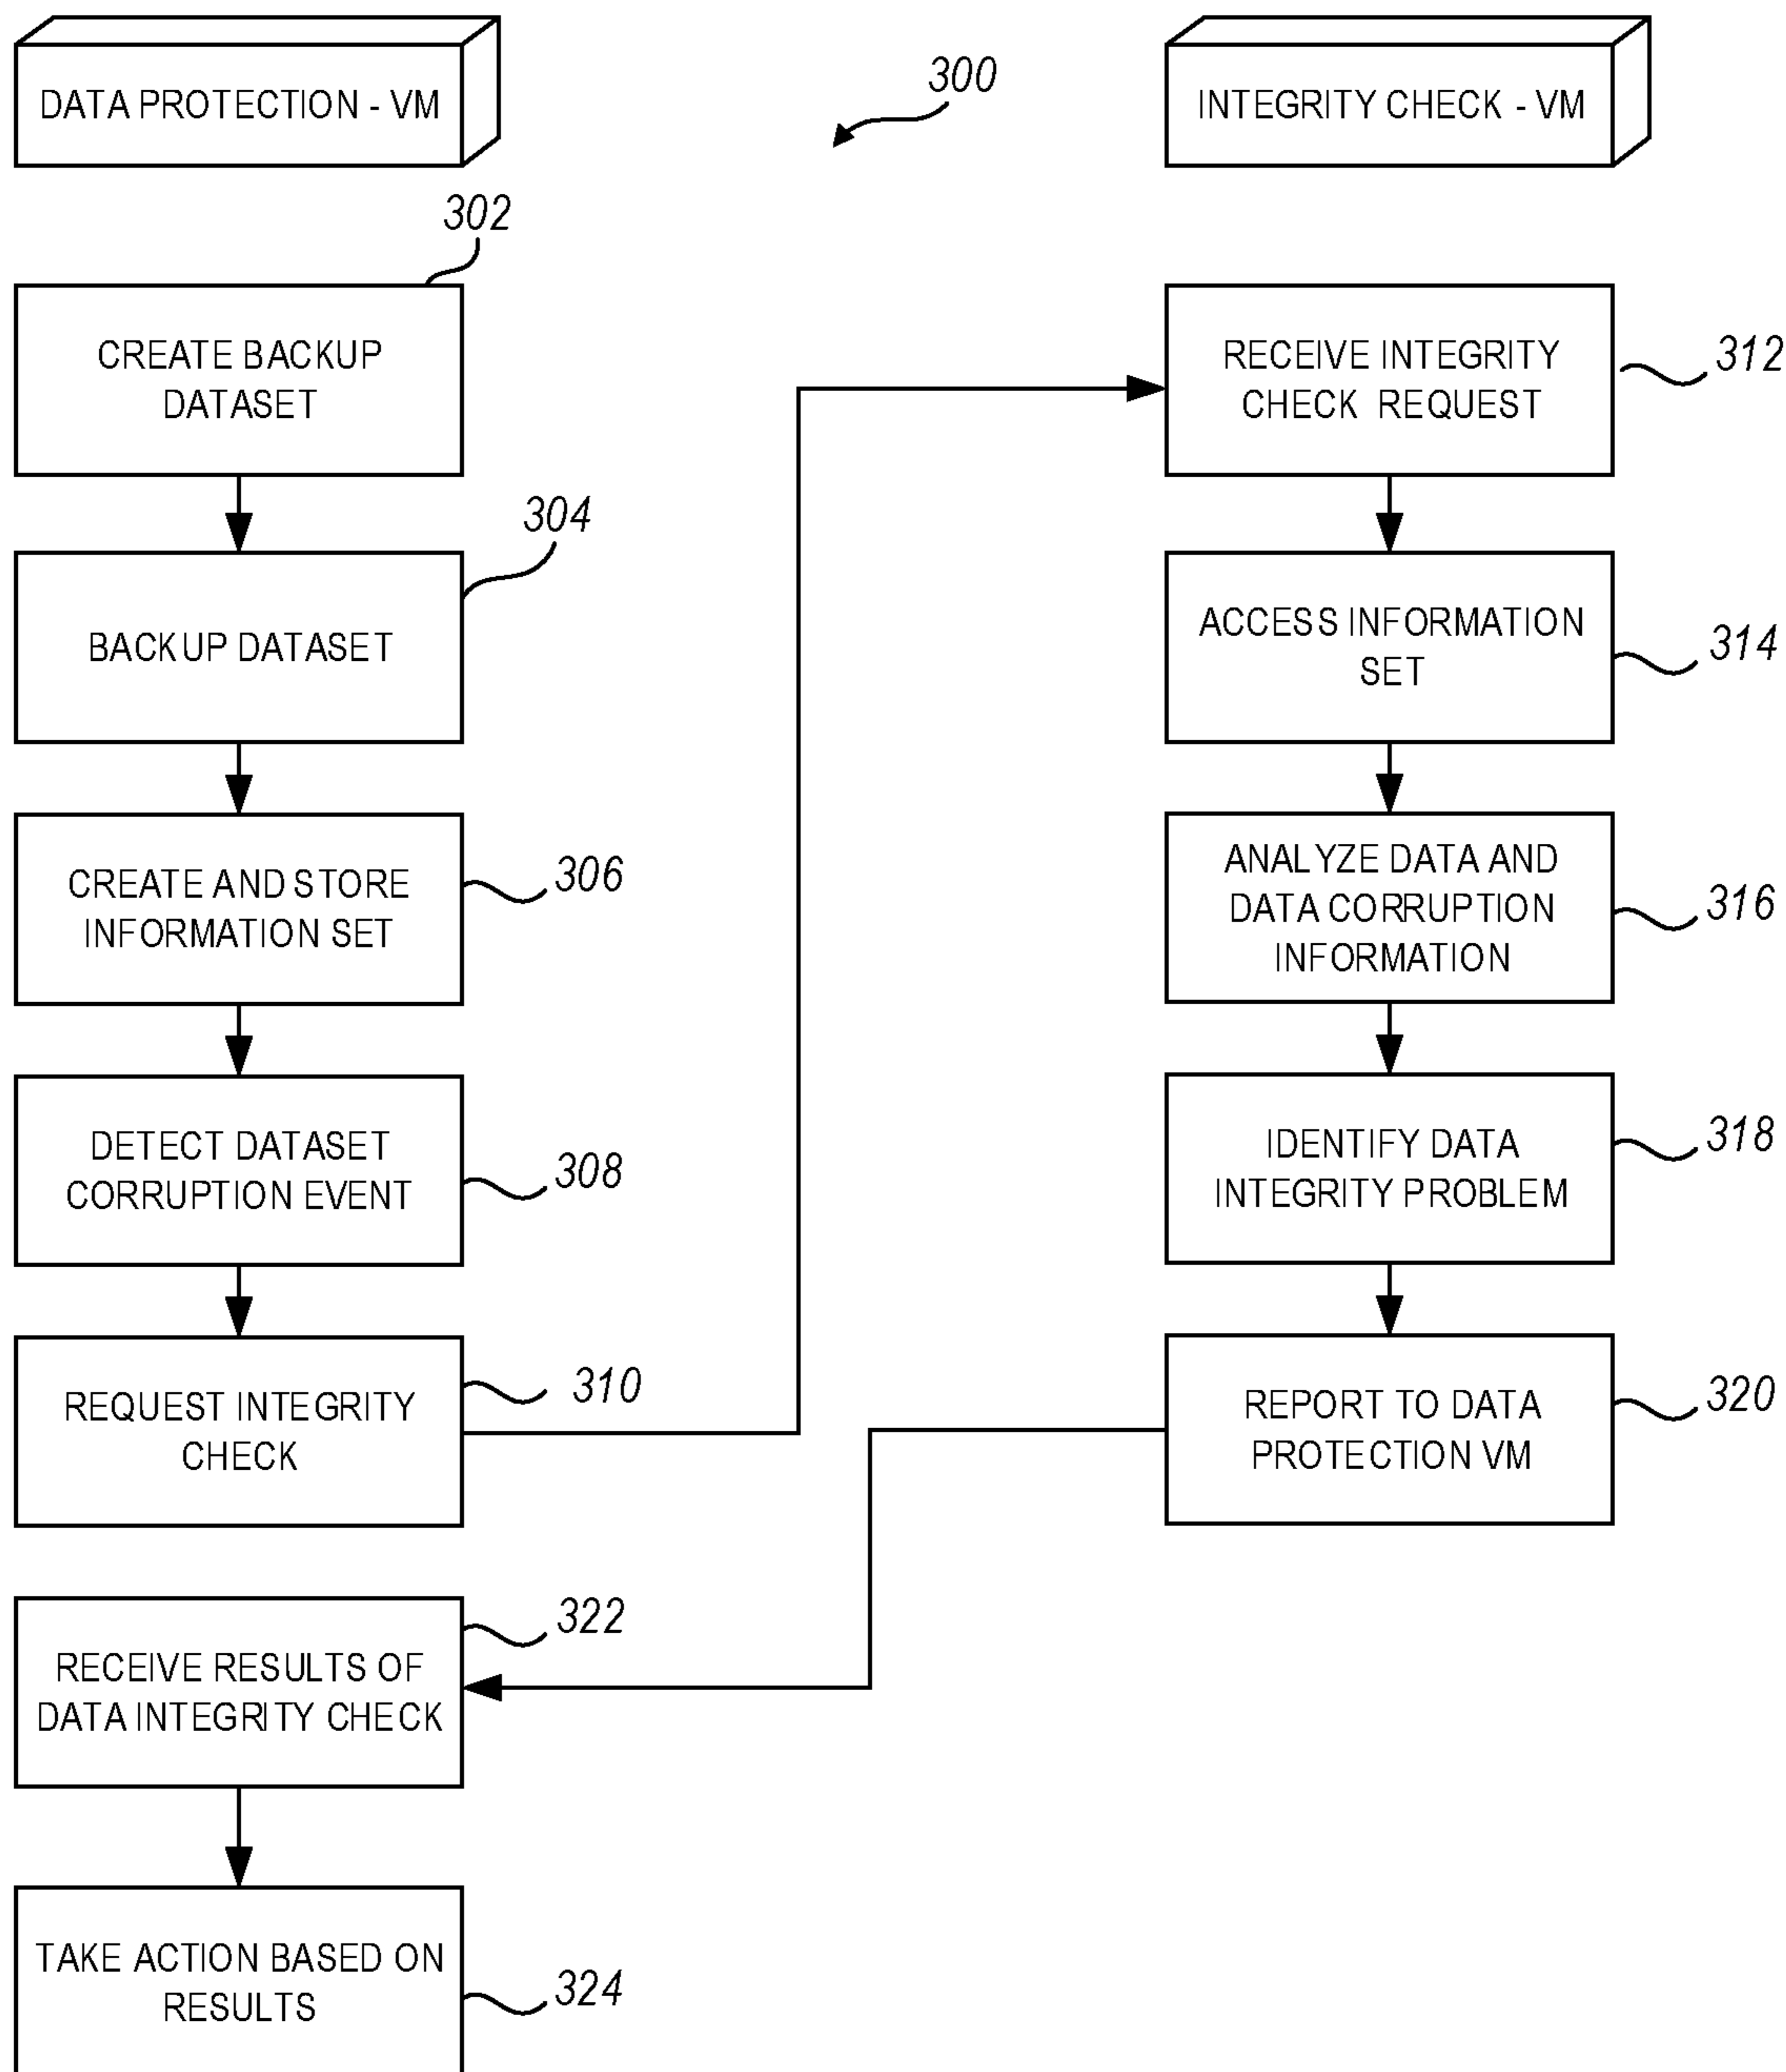 DATA PROTECTION - VM
300
INTEGRITY CHECK - VM
302
CREATE BACKUP
DATASET
304
BACKUP DATASET
CREATE AND STORE
INFORMATION SET
306
DETECT DATASET
CORRUPTION EVENT
308
REQUEST INTEGRITY
CHECK
310
RECEIVE INTEGRITY
CHECK REQUEST
312
ACCESS INFORMATION
SET
314
ANALYZE DATA AND
DATA CORRUPTION
INFORMATION
316
IDENTIFY DATA
INTEGRITY PROBLEM
318
REPORT TO DATA
PROTECTION VM
320
322
RECEIVE RESULTS OF
DATA INTEGRITY CHECK
TAKE ACTION BASED ON
RESULTS
324